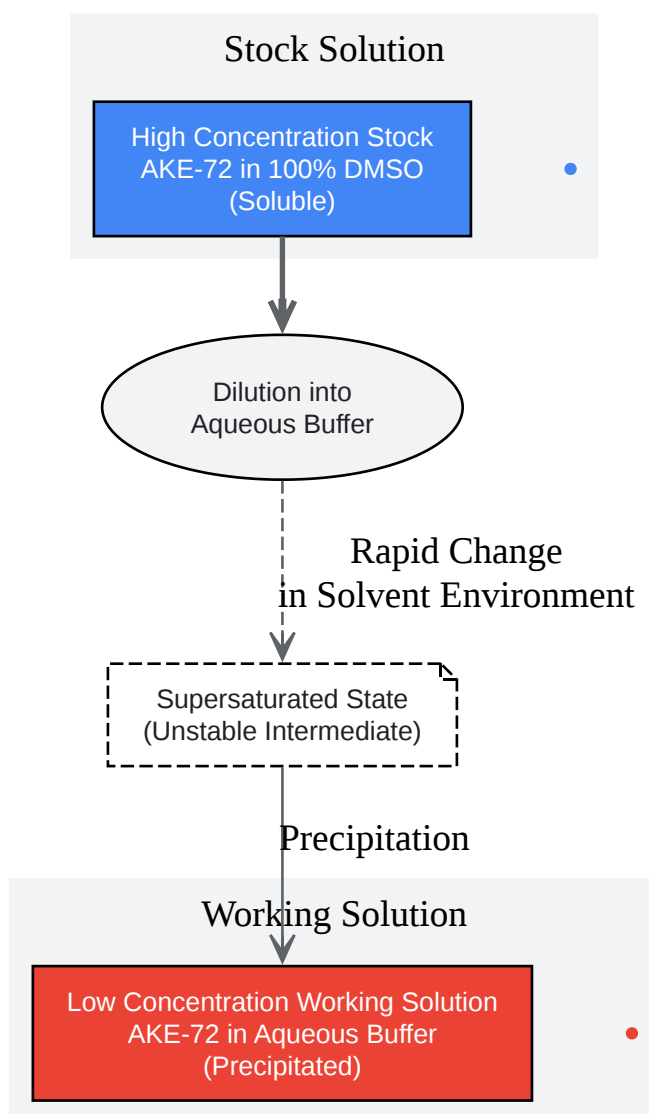 Stock Solution
High Concentration Stock
AKE-72 in 100% DMSO
(Soluble)
Dilution into
Aqueous Buffer
Rapid Change
in Solvent Environment
Supersaturated State
(Unstable Intermediate)
Precipitation
Working Solution
Low Concentration Working Solution
AKE-72 in Aqueous Buffer
(Precipitated)